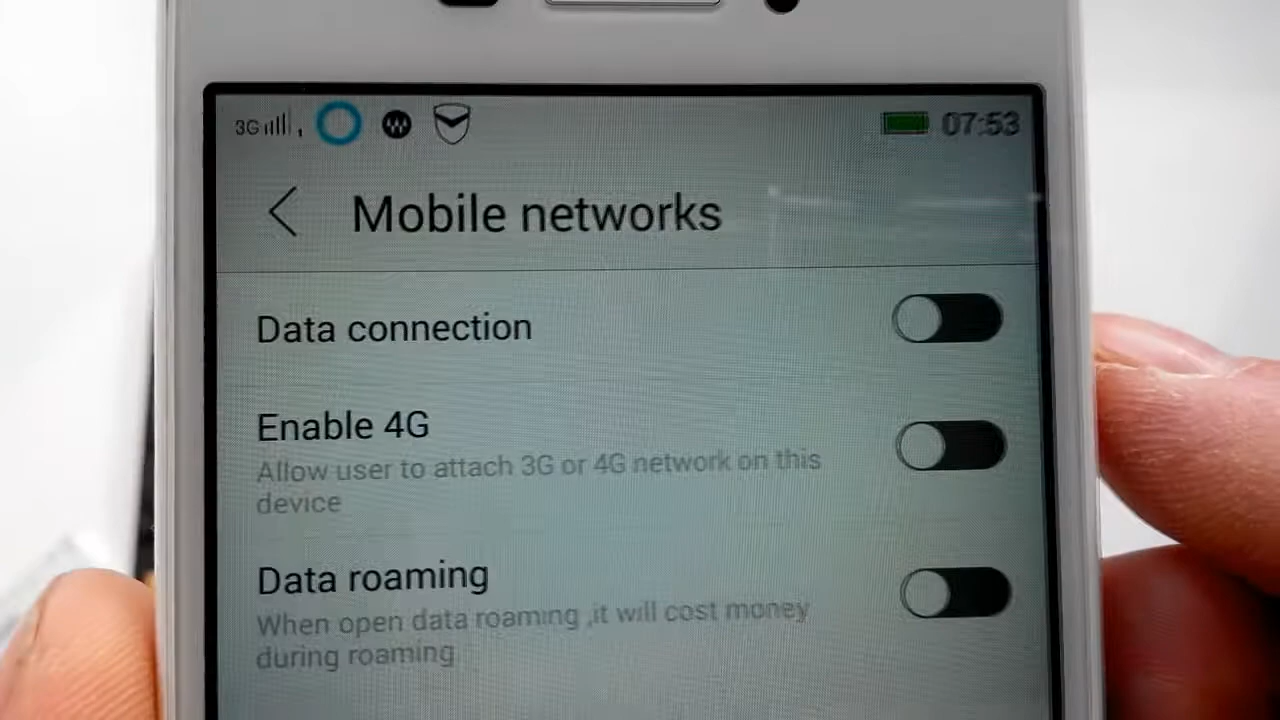 3G 07:53
Mobile networks
Data connection
Enable 4G
Allow user to attach 3G or 4G network on this
device
Data roaming
When open data roaming ,it will cost money
during roaming